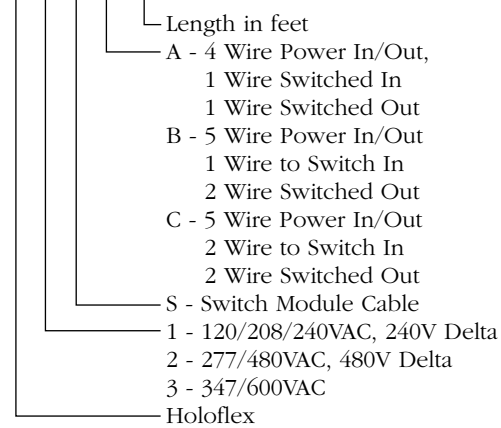 Length in feet
A - 4 Wire Power In/Out,
1 Wire Switched In
1 Wire Switched Out
B - 5 Wire Power In/Out
1 Wire to Switch In
2 Wire Switched Out
C - 5 Wire Power In/Out
2 Wire to Switch In
2 Wire Switched Out
S - Switch Module Cable
1 - 120/208/240VAC, 240V Delta
2 - 277/480VAC, 480V Delta
3 - 347/600VAC
Holoflex